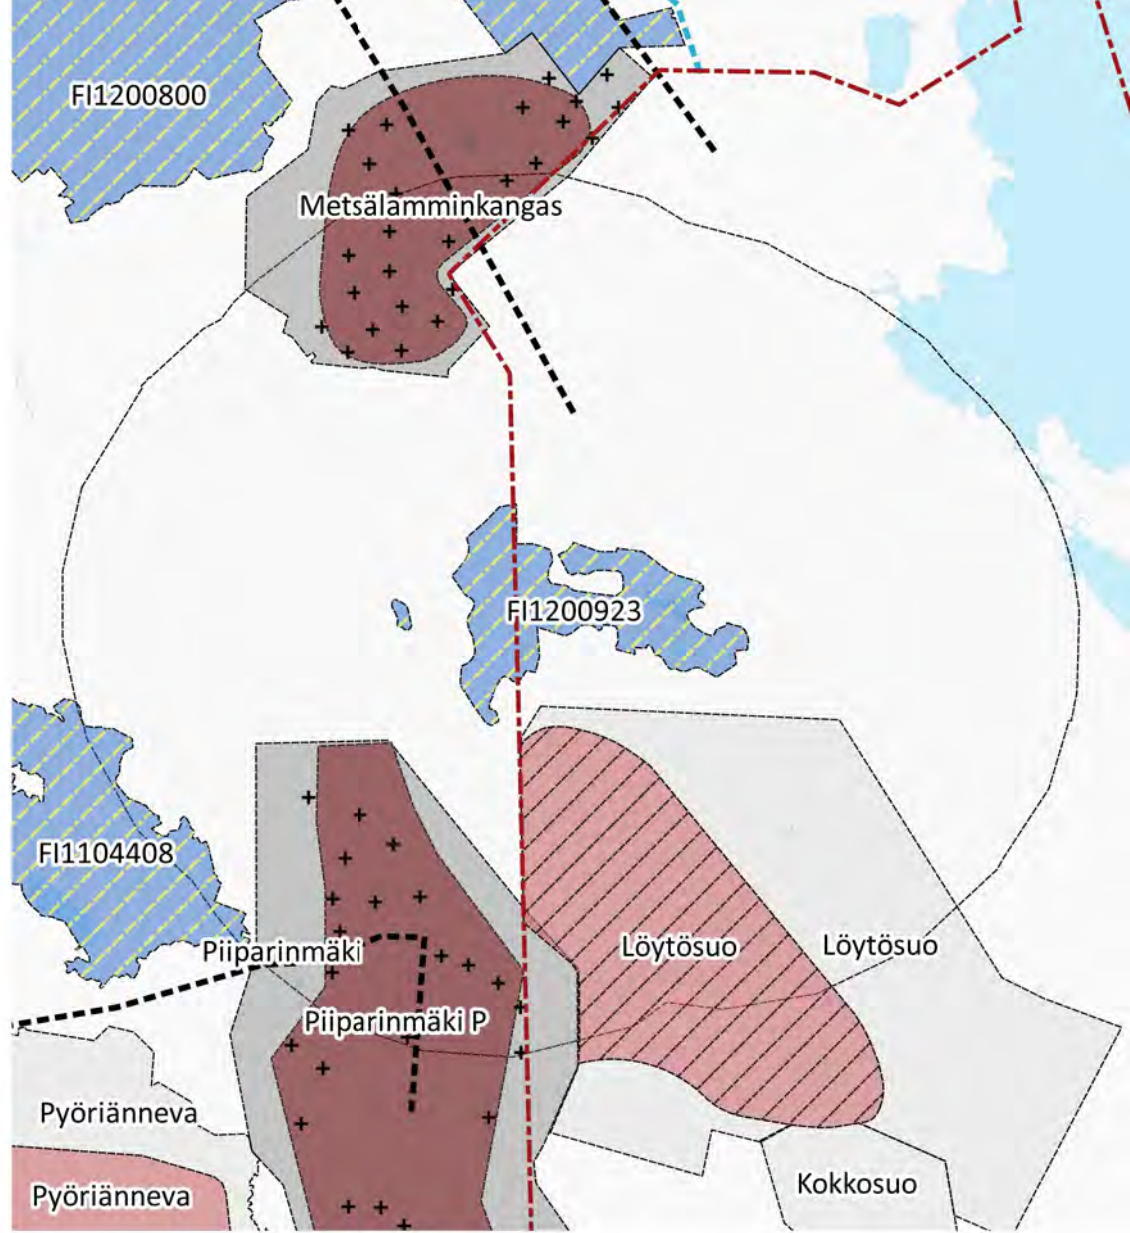 FI1200800
Metsälamminkangas
FI1200923
FI1104408
Piiparinmäki
Löytösuo
Löytösuo
Piiparinmäki P
Pyöriänneva
Kokkosuo
Pyöriänneva